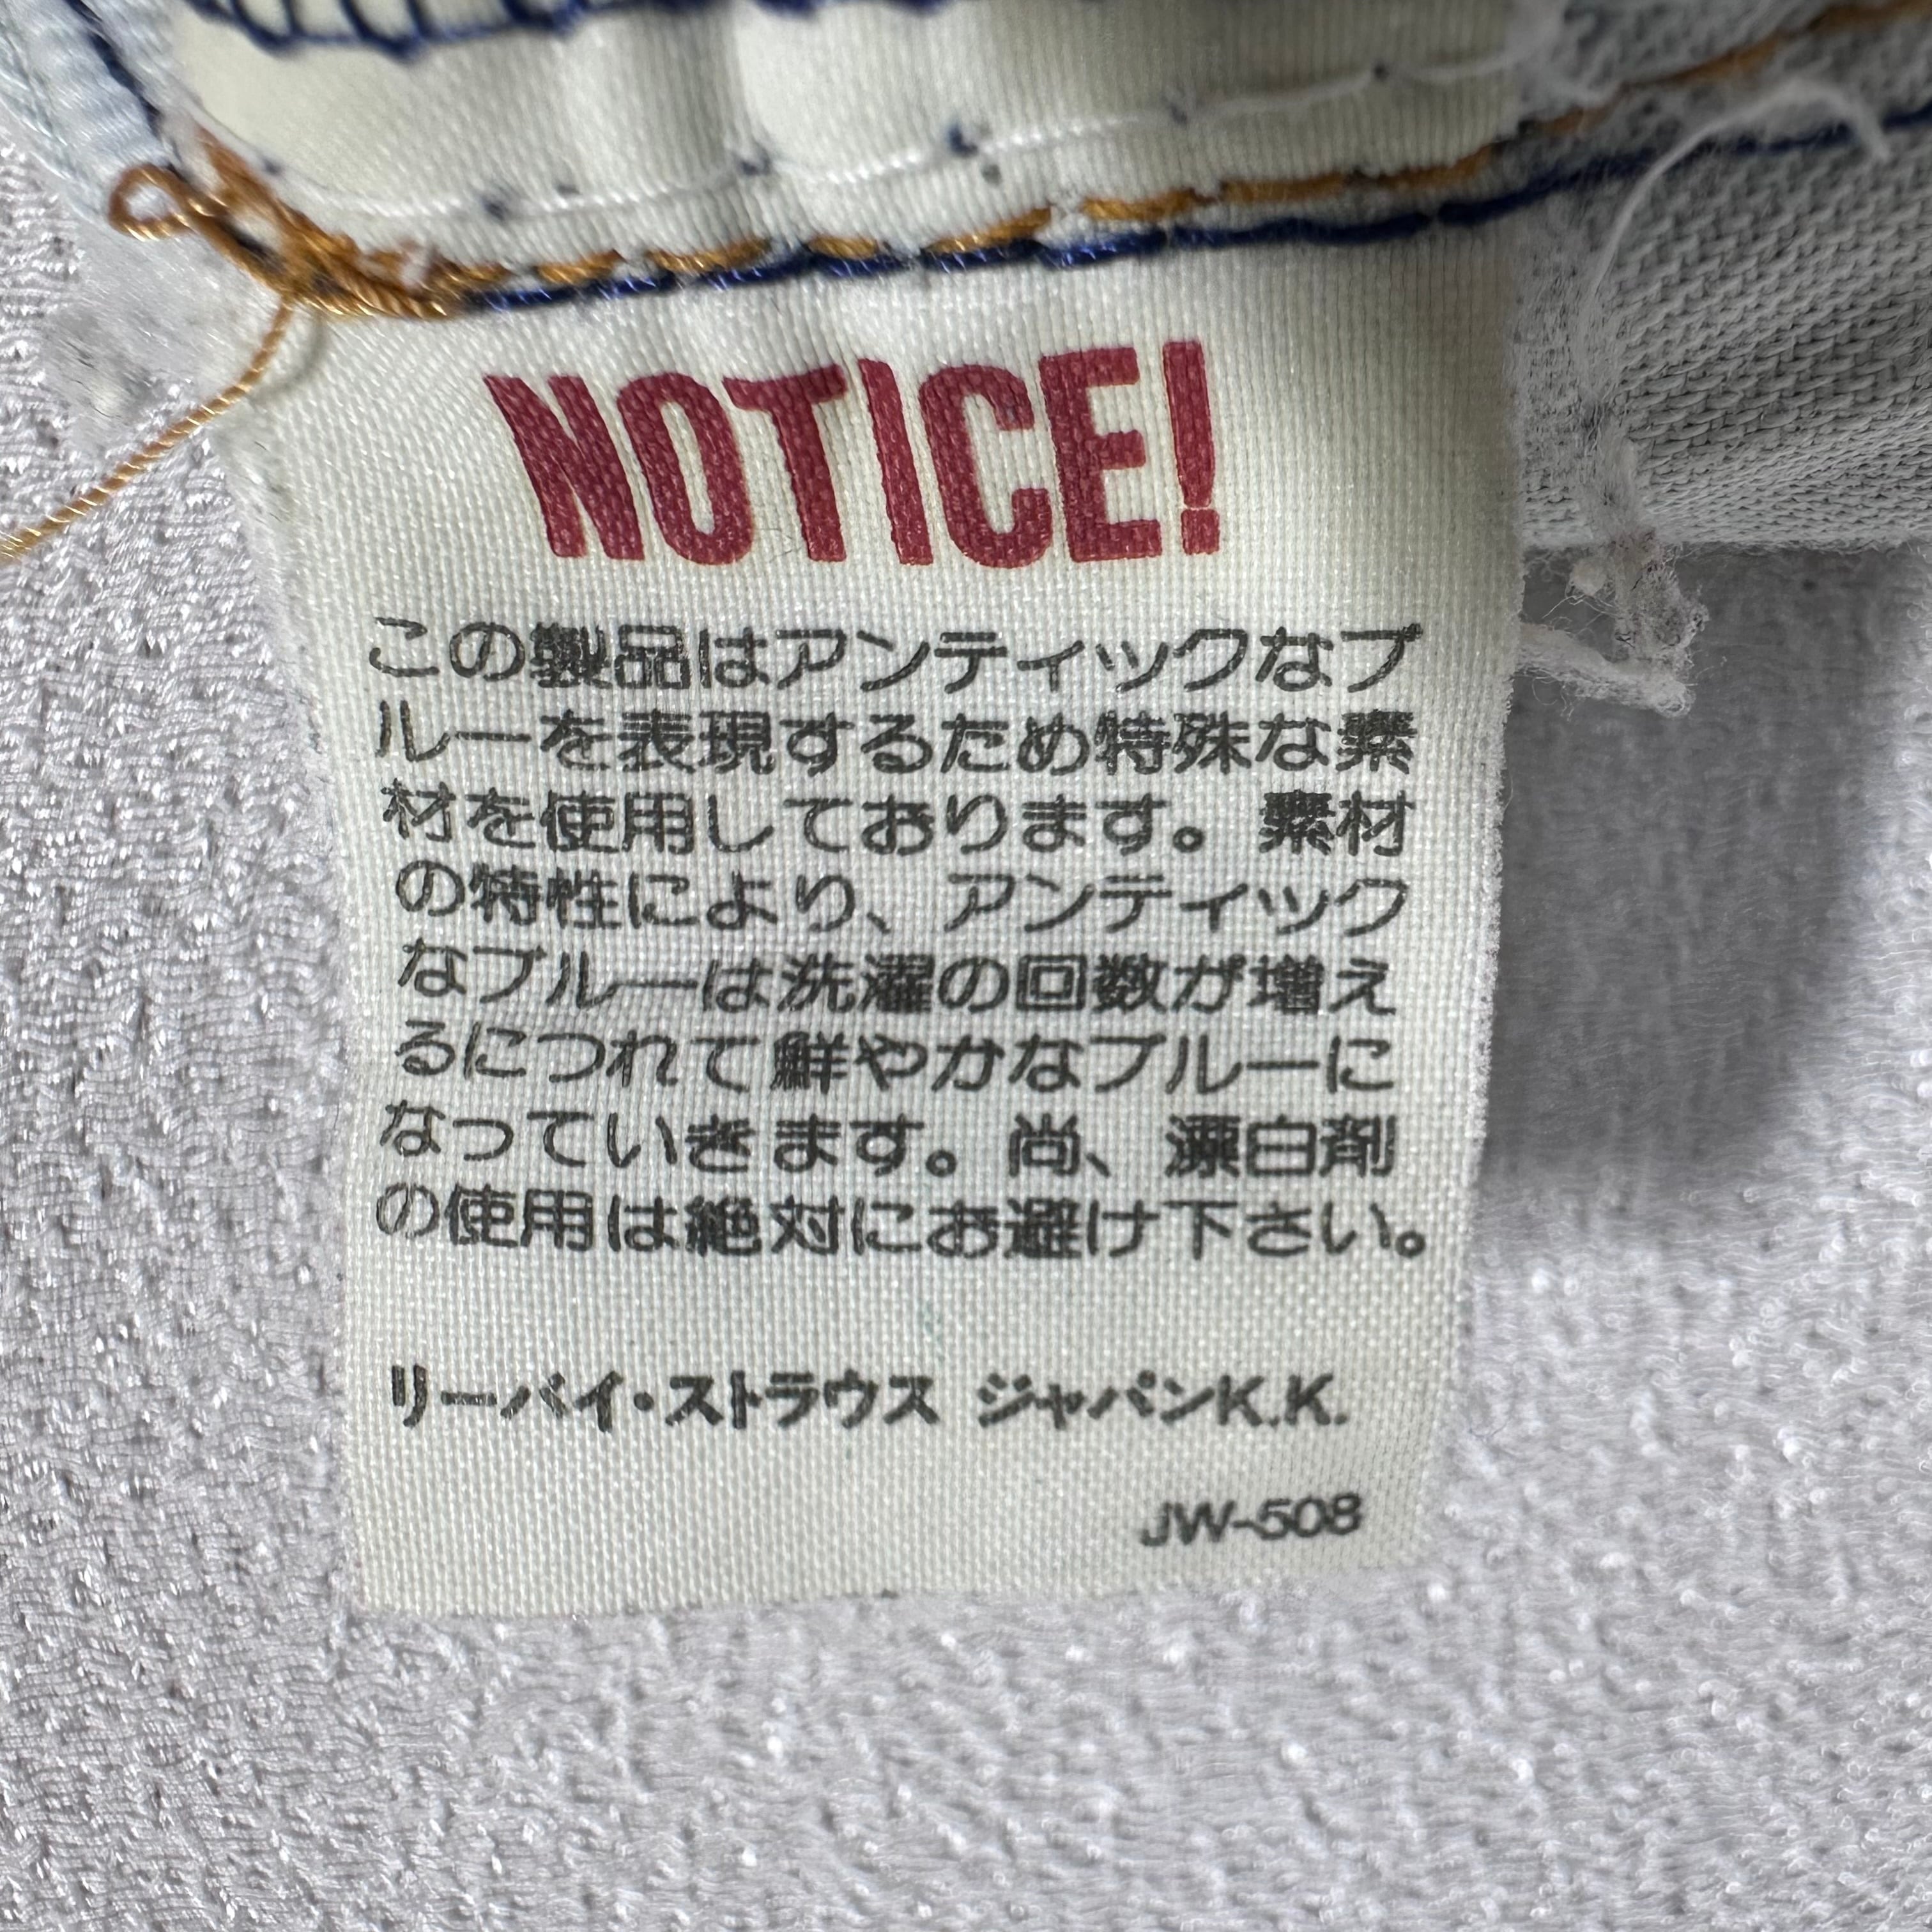 NOTICE!
この製品はアンティックなブ
ルーを表現するため特殊な素
材を使用しております。素材
の特性により、アンティック
なブルーは洗濯の回数が増え
るにつれて鮮やかなブルーに
なっていきます。尚、漂白剤
の使用は絶対にお避け下さい。
リーバイ・ストラウス ジャパンK.K.
JW-508